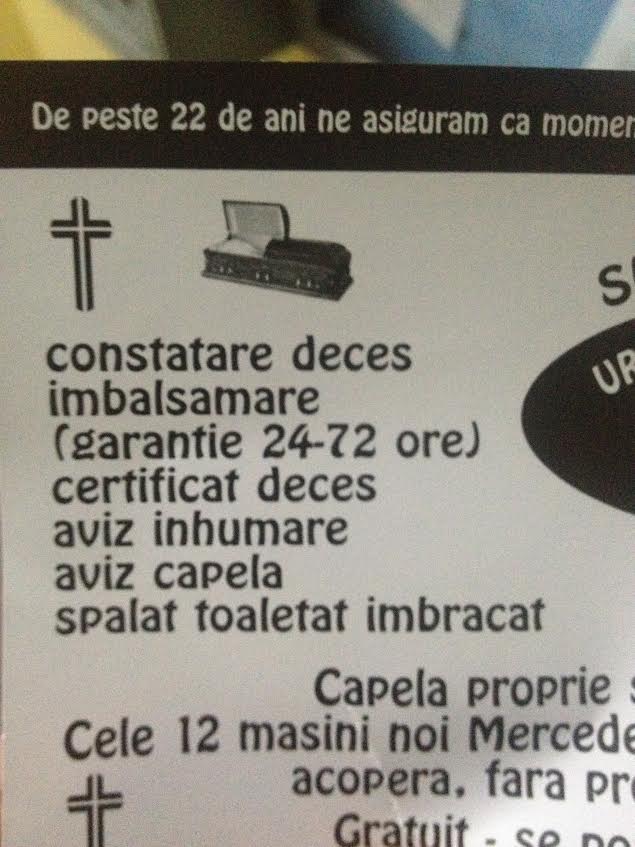 De peste 22 de ani ne asiguram ca
constatare deces
imbalsamare
(garantie 24-72 ore)
certificat deces
aviz inhumare
aviz capela
spalat toaletat imbracat
Capela proprie
Cele 12 masini noi
acopera, fara
Gratuit - se